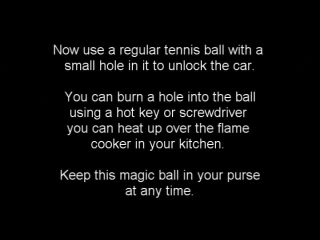 Now use a regular tennis ball with a
small hole in it to unlock the car.
You can burn a hole into the ball
using a hot key or screwdriver
you can heat up over the flame
cooker in your kitchen.
Keep this magic ball in your purse
at any time.